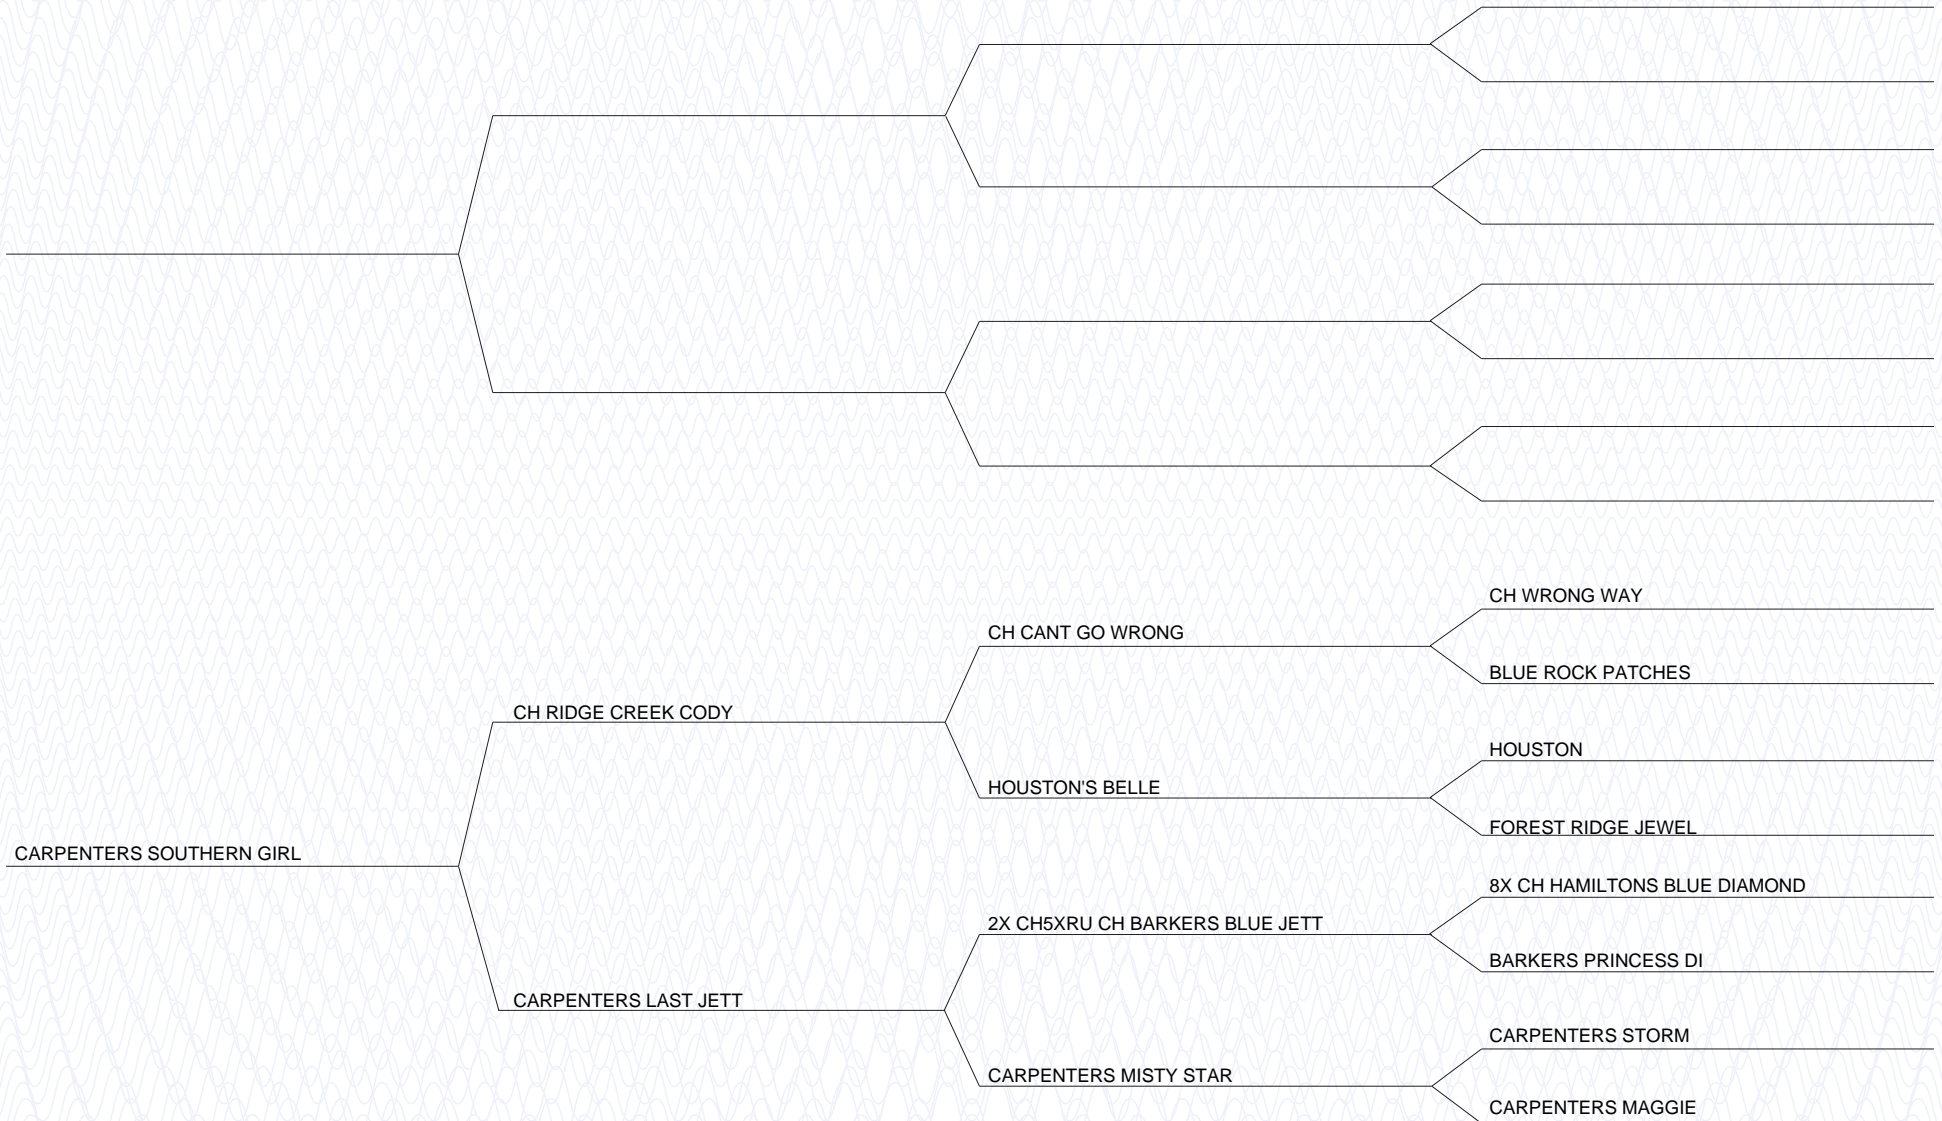 CH WRONG WAY
CH CANT GO WRONG
BLUE ROCK PATCHES
CH RIDGE CREEK CODY
HOUSTON
HOUSTON'S BELLE
FOREST RIDGE JEWEL
CARPENTERS SOUTHERN GIRL
8X CH HAMILTONS BLUE DIAMOND
2X CH5XRU CH BARKERS BLUE JETT
BARKERS PRINCESS DI
CARPENTERS LAST JETT
CARPENTERS STORM
CARPENTERS MISTY STAR
CARPENTERS MAGGIE